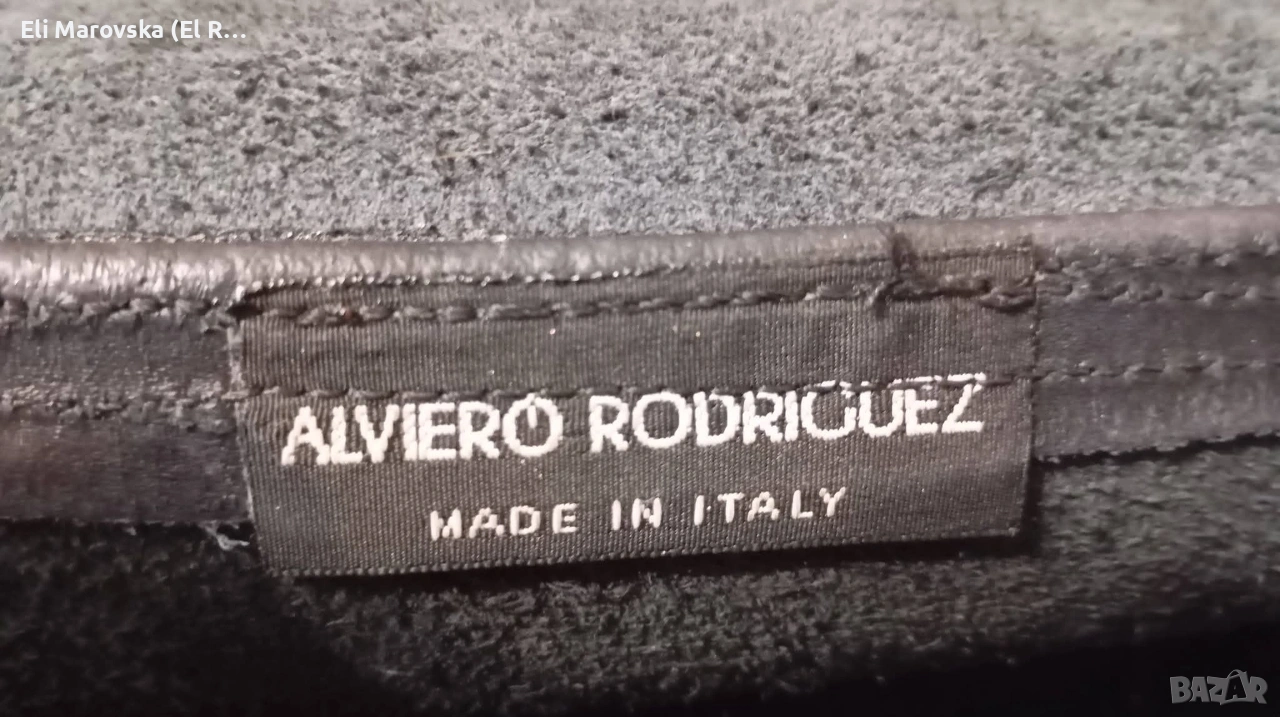 Eli Marovska (El R...
ALVIERO RODRIGUEZ
MADE IN ITALY
BAZAR